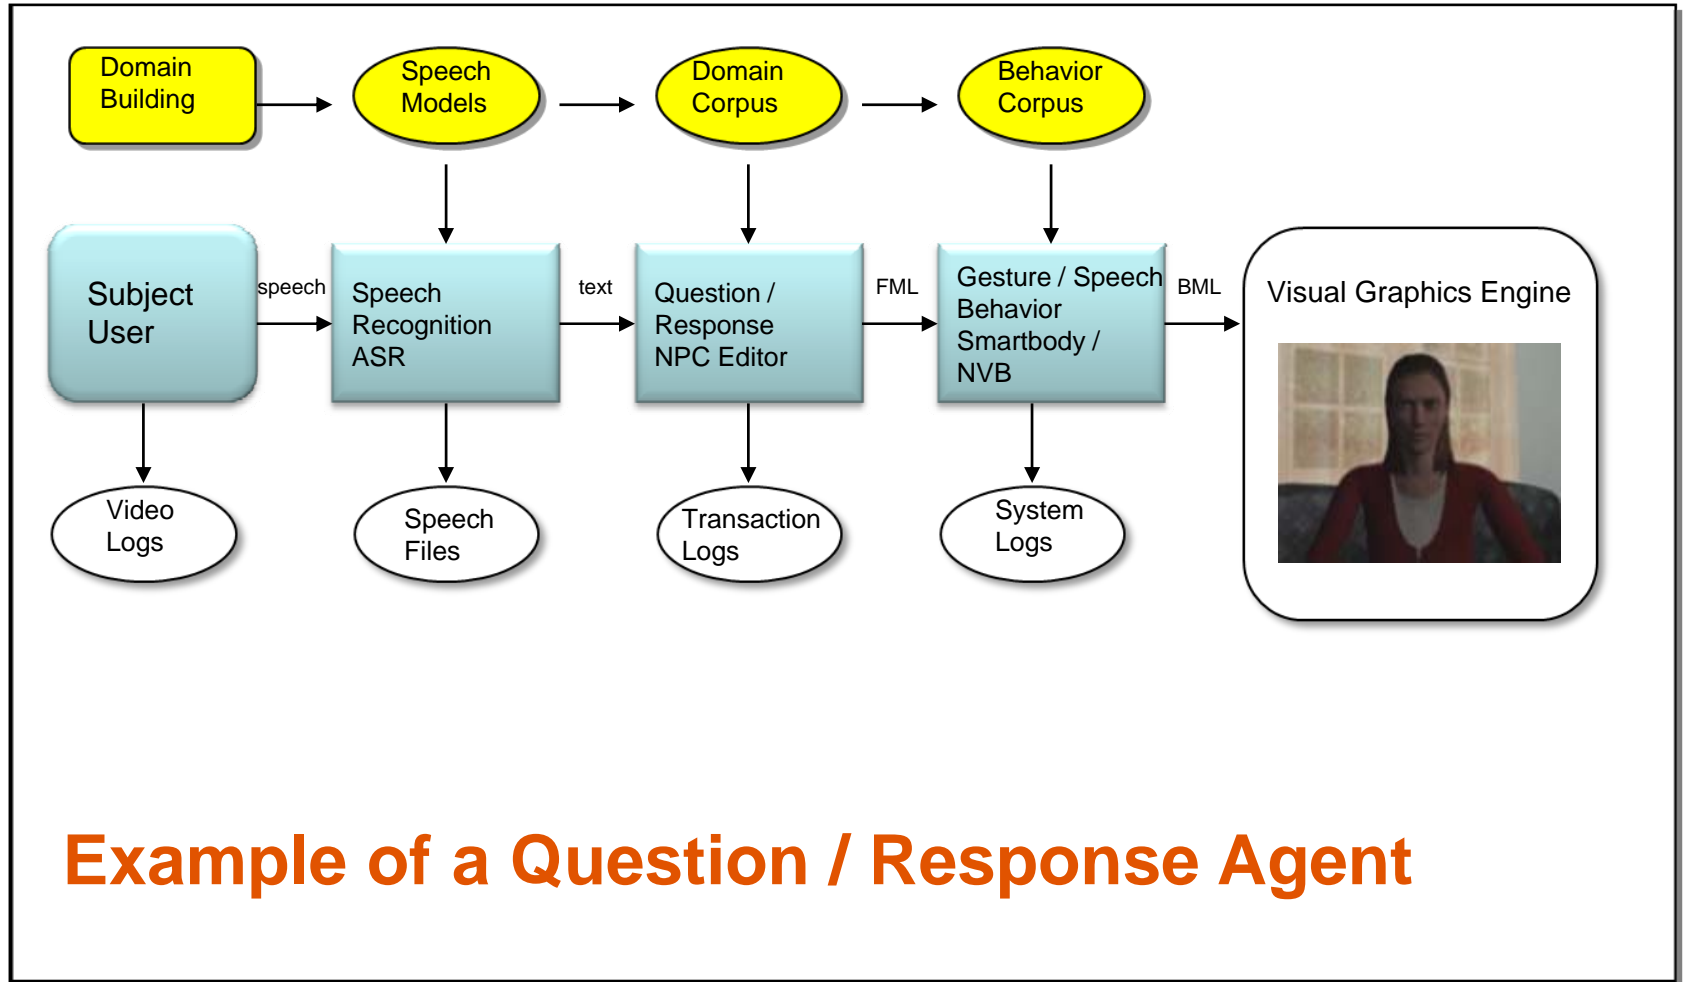 Domain
Building
Speech
Models
Domain
Corpus
Behavior
Corpus
Subject
User
speech
Speech
Recognition
ASR
text
Question /
Response
NPC Editor
FML
Gesture / Speech
Behavior
Smartbody /
NVB
BML
Visual Graphics Engine
Video
Logs
Speech
Files
Transaction
Logs
System
Logs
Example of a Question / Response Agent